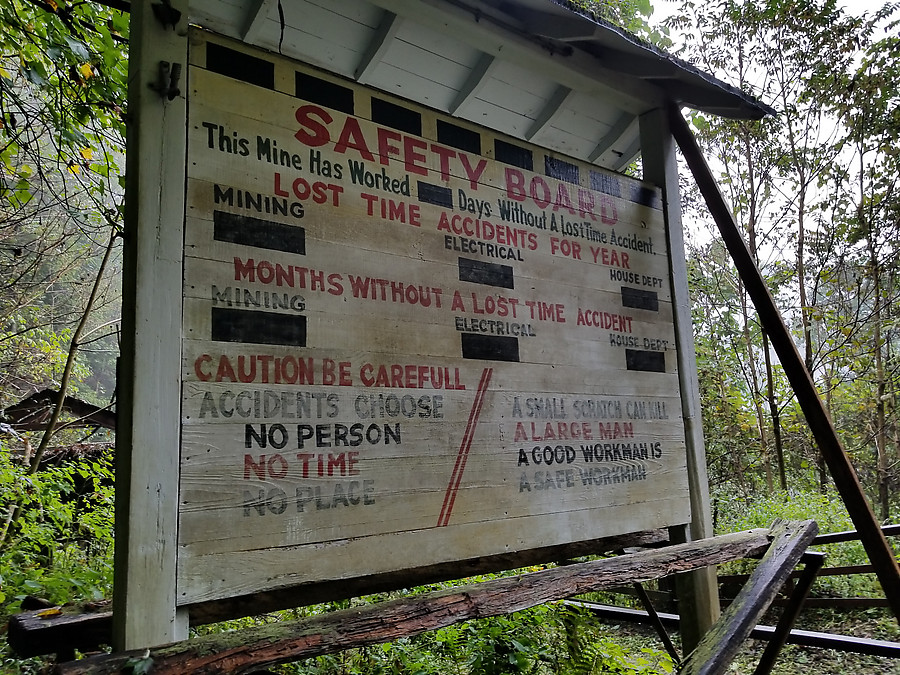 SAFETY BOARD
This Mine Has Worked Days Without A Lost Time Accident.
LOST TIME ACCIDENTS FOR YEAR
MINING ELECTRICAL HOUSE DEPT
MONTHS WITHOUT A LOST TIME ACCIDENT
MINING ELECTRICAL HOUSE DEPT
CAUTION BE CAREFULL
ACCIDENTS CHOOSE
NO PERSON
NO TIME
NO PLACE
A SMALL SCRATCH CAN KILL
A LARGE MAN
A GOOD WORKMAN IS
A SAFE WORKMAN